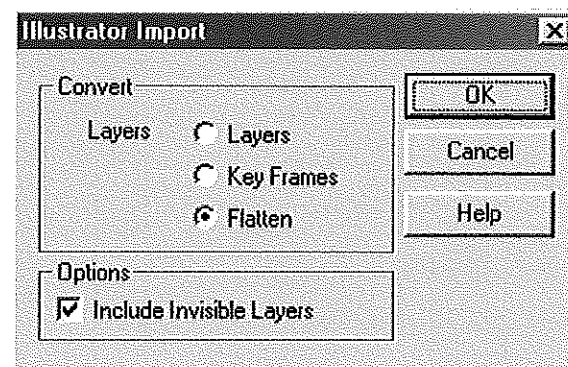 Illustrator Import
Convert
Layers
Layers
Key Frames
Flatten
Options
Include Invisible Layers
OK
Cancel
Help